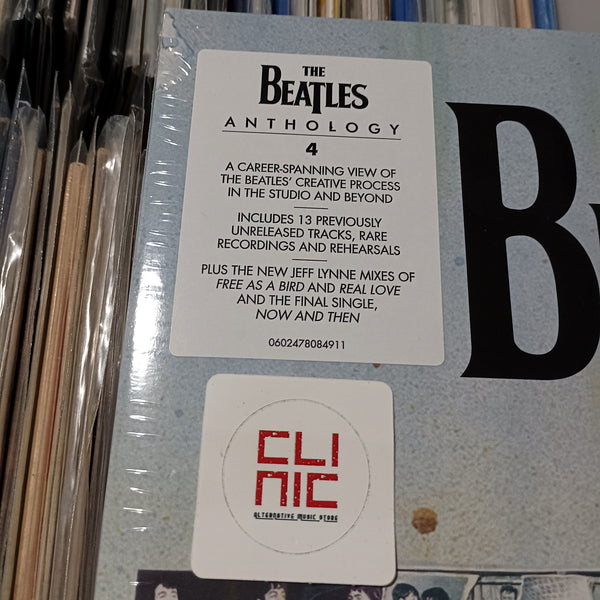 THE
BEATLES
ANTHOLOGY
4
A CAREER-SPANNING VIEW OF
THE BEATLES' CREATIVE PROCESS
IN THE STUDIO AND BEYOND
INCLUDES 13 PREVIOUSLY
UNRELEASED TRACKS, RARE
RECORDINGS AND REHEARSALS
PLUS THE NEW JEFF LYNNE MIXES OF
FREE AS A BIRD AND REAL LOVE
AND THE FINAL SINGLE,
NOW AND THEN
0602478084911
B
CLI
NIC
ALTERNATIVE MUSIC STORE